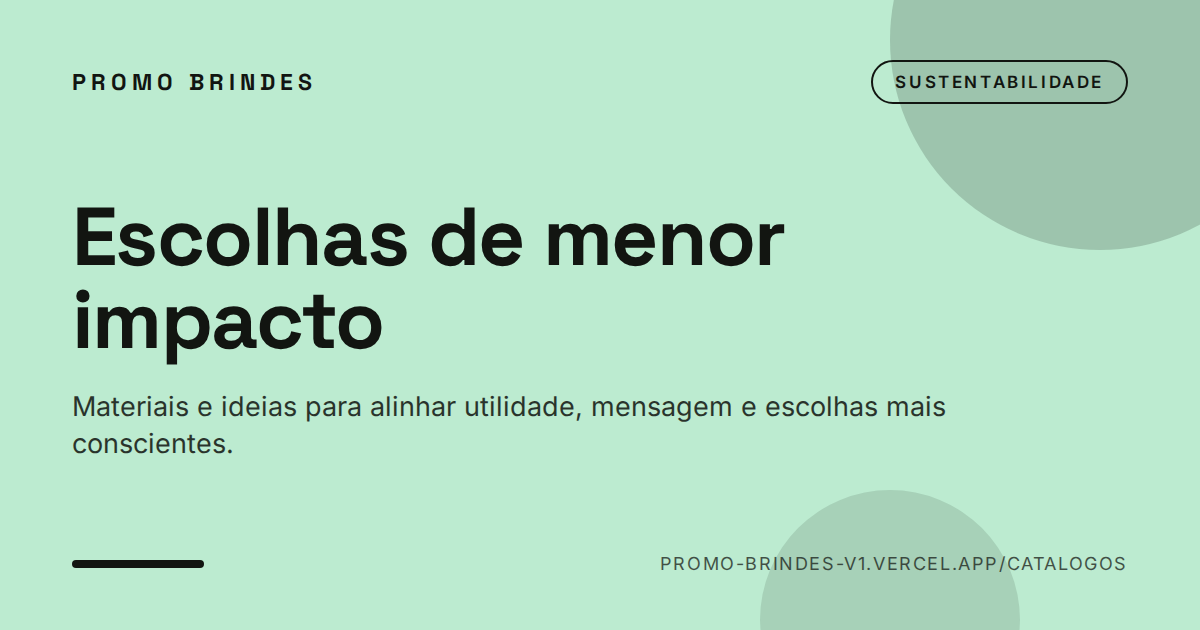 PROMO BRINDES
SUSTENTABILIDADE
Escolhas de menor
impacto
Materiais e ideias para alinhar utilidade, mensagem e escolhas mais
conscientes.
PROMO-BRINDES-V1.VERCEL.APP/CATALOGOS